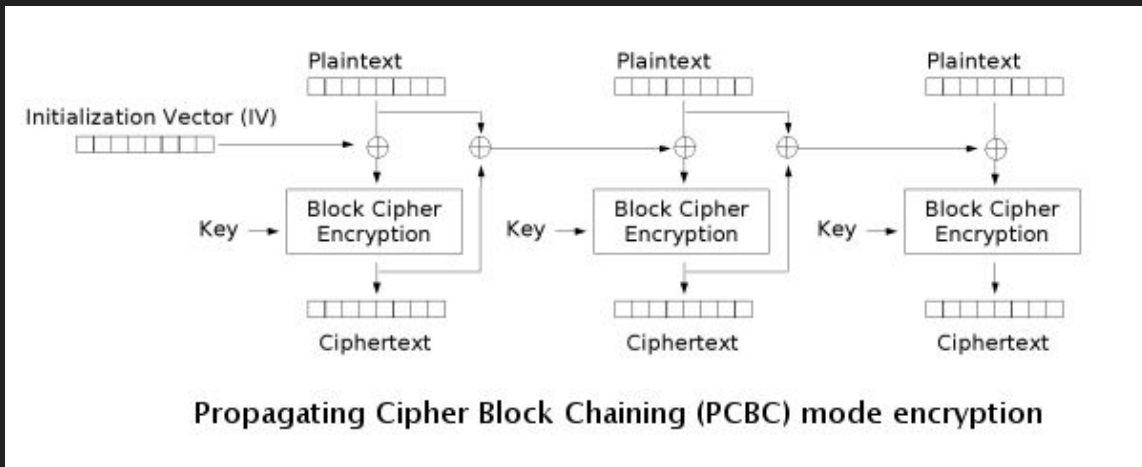 Plaintext
Plaintext
Plaintext
Initialization Vector (IV)
Key
Block Cipher
Encryption
Key
Block Cipher
Encryption
Key
Block Cipher
Encryption
Ciphertext
Ciphertext
Ciphertext
Propagating Cipher Block Chaining (PCBC) mode encryption